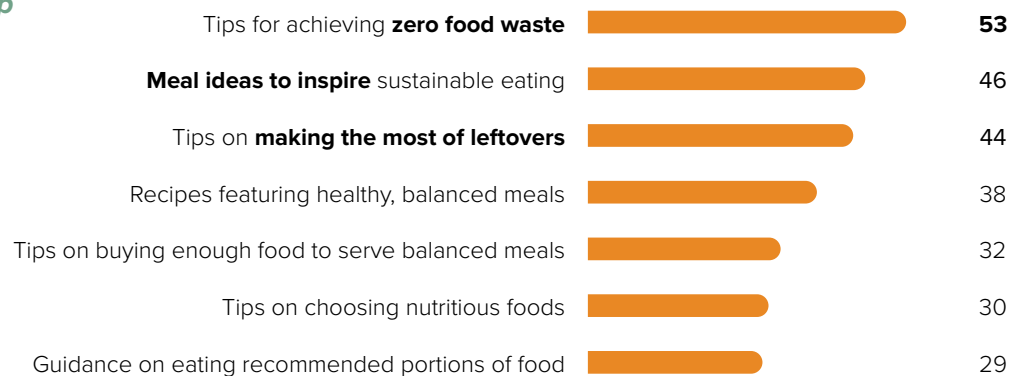 Tips for achieving zero food waste 53
Meal ideas to inspire sustainable eating 46
Tips on making the most of leftovers 44
Recipes featuring healthy, balanced meals 38
Tips on buying enough food to serve balanced meals 32
Tips on choosing nutritious foods 30
Guidance on eating recommended portions of food 29